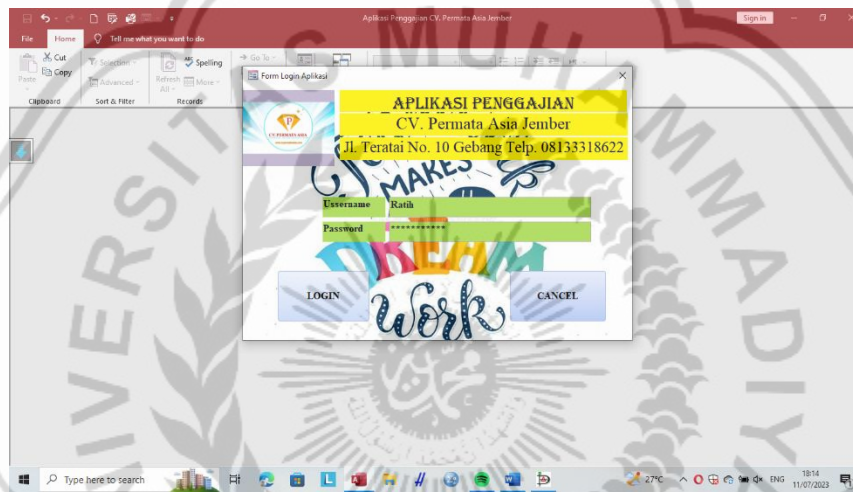 Aplikasi Penggajian CV. Permata Asia Jember
Sign in
File Home Tell me what you want to do
Cut
Copy
Paste
Selection
Advanced
Refresh All
More
Spelling
Go To
Clipboard
Sort & Filter
Records
Form Login Aplikasi
CV.PERMATA ASIA
APLIKASI PENGGAJIAN
CV. Permata Asia Jember
Jl. Teratai No. 10 Gebang Telp. 08133318622
MAKES
Ussername Ratih
Password ***********
DREAM
Work
LOGIN
CANCEL
Type here to search
27°C
ENG
13:14
11/07/2023